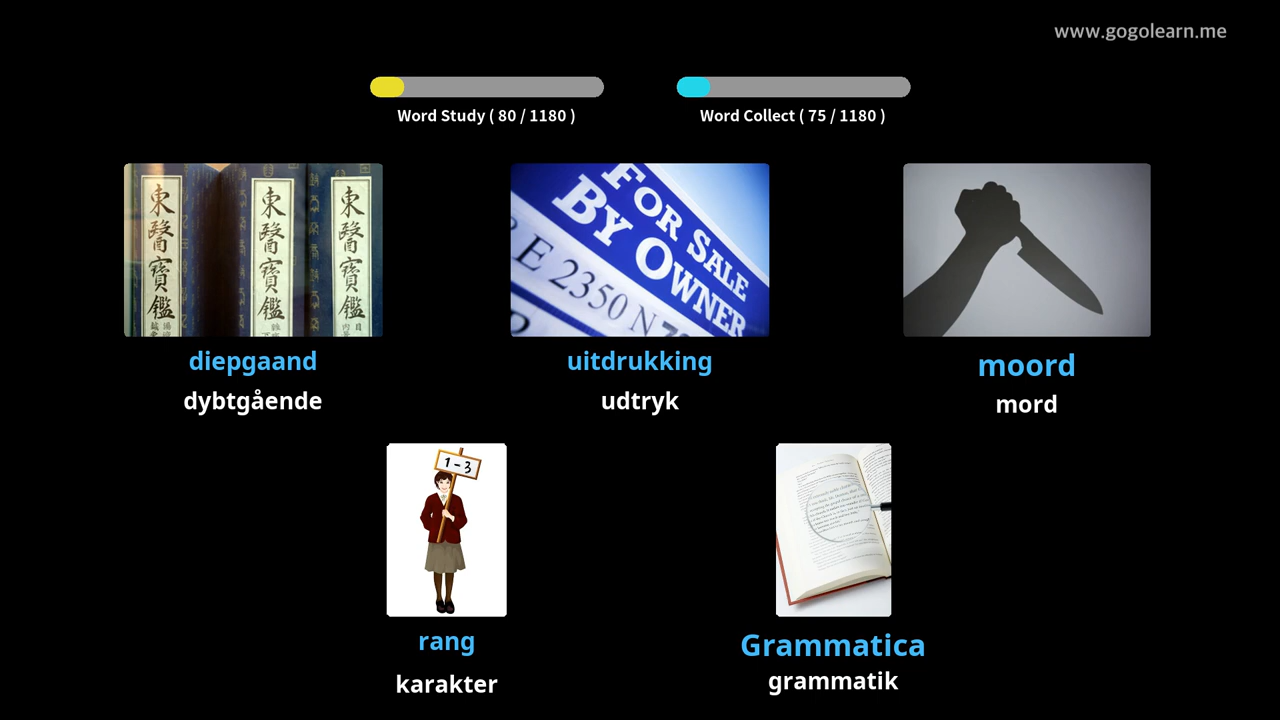 www.gogolearn.me
Word Study ( 80 / 1180 )
Word Collect ( 75 / 1180 )
東醫寶鑑
東醫寶鑑
東醫寶鑑
FOR SALE
BY OWNER
RE 2350 N
diepgaand
dybtgående
uitdrukking
udtryk
moord
mord
1-3
rang
karakter
Grammatica
grammatik